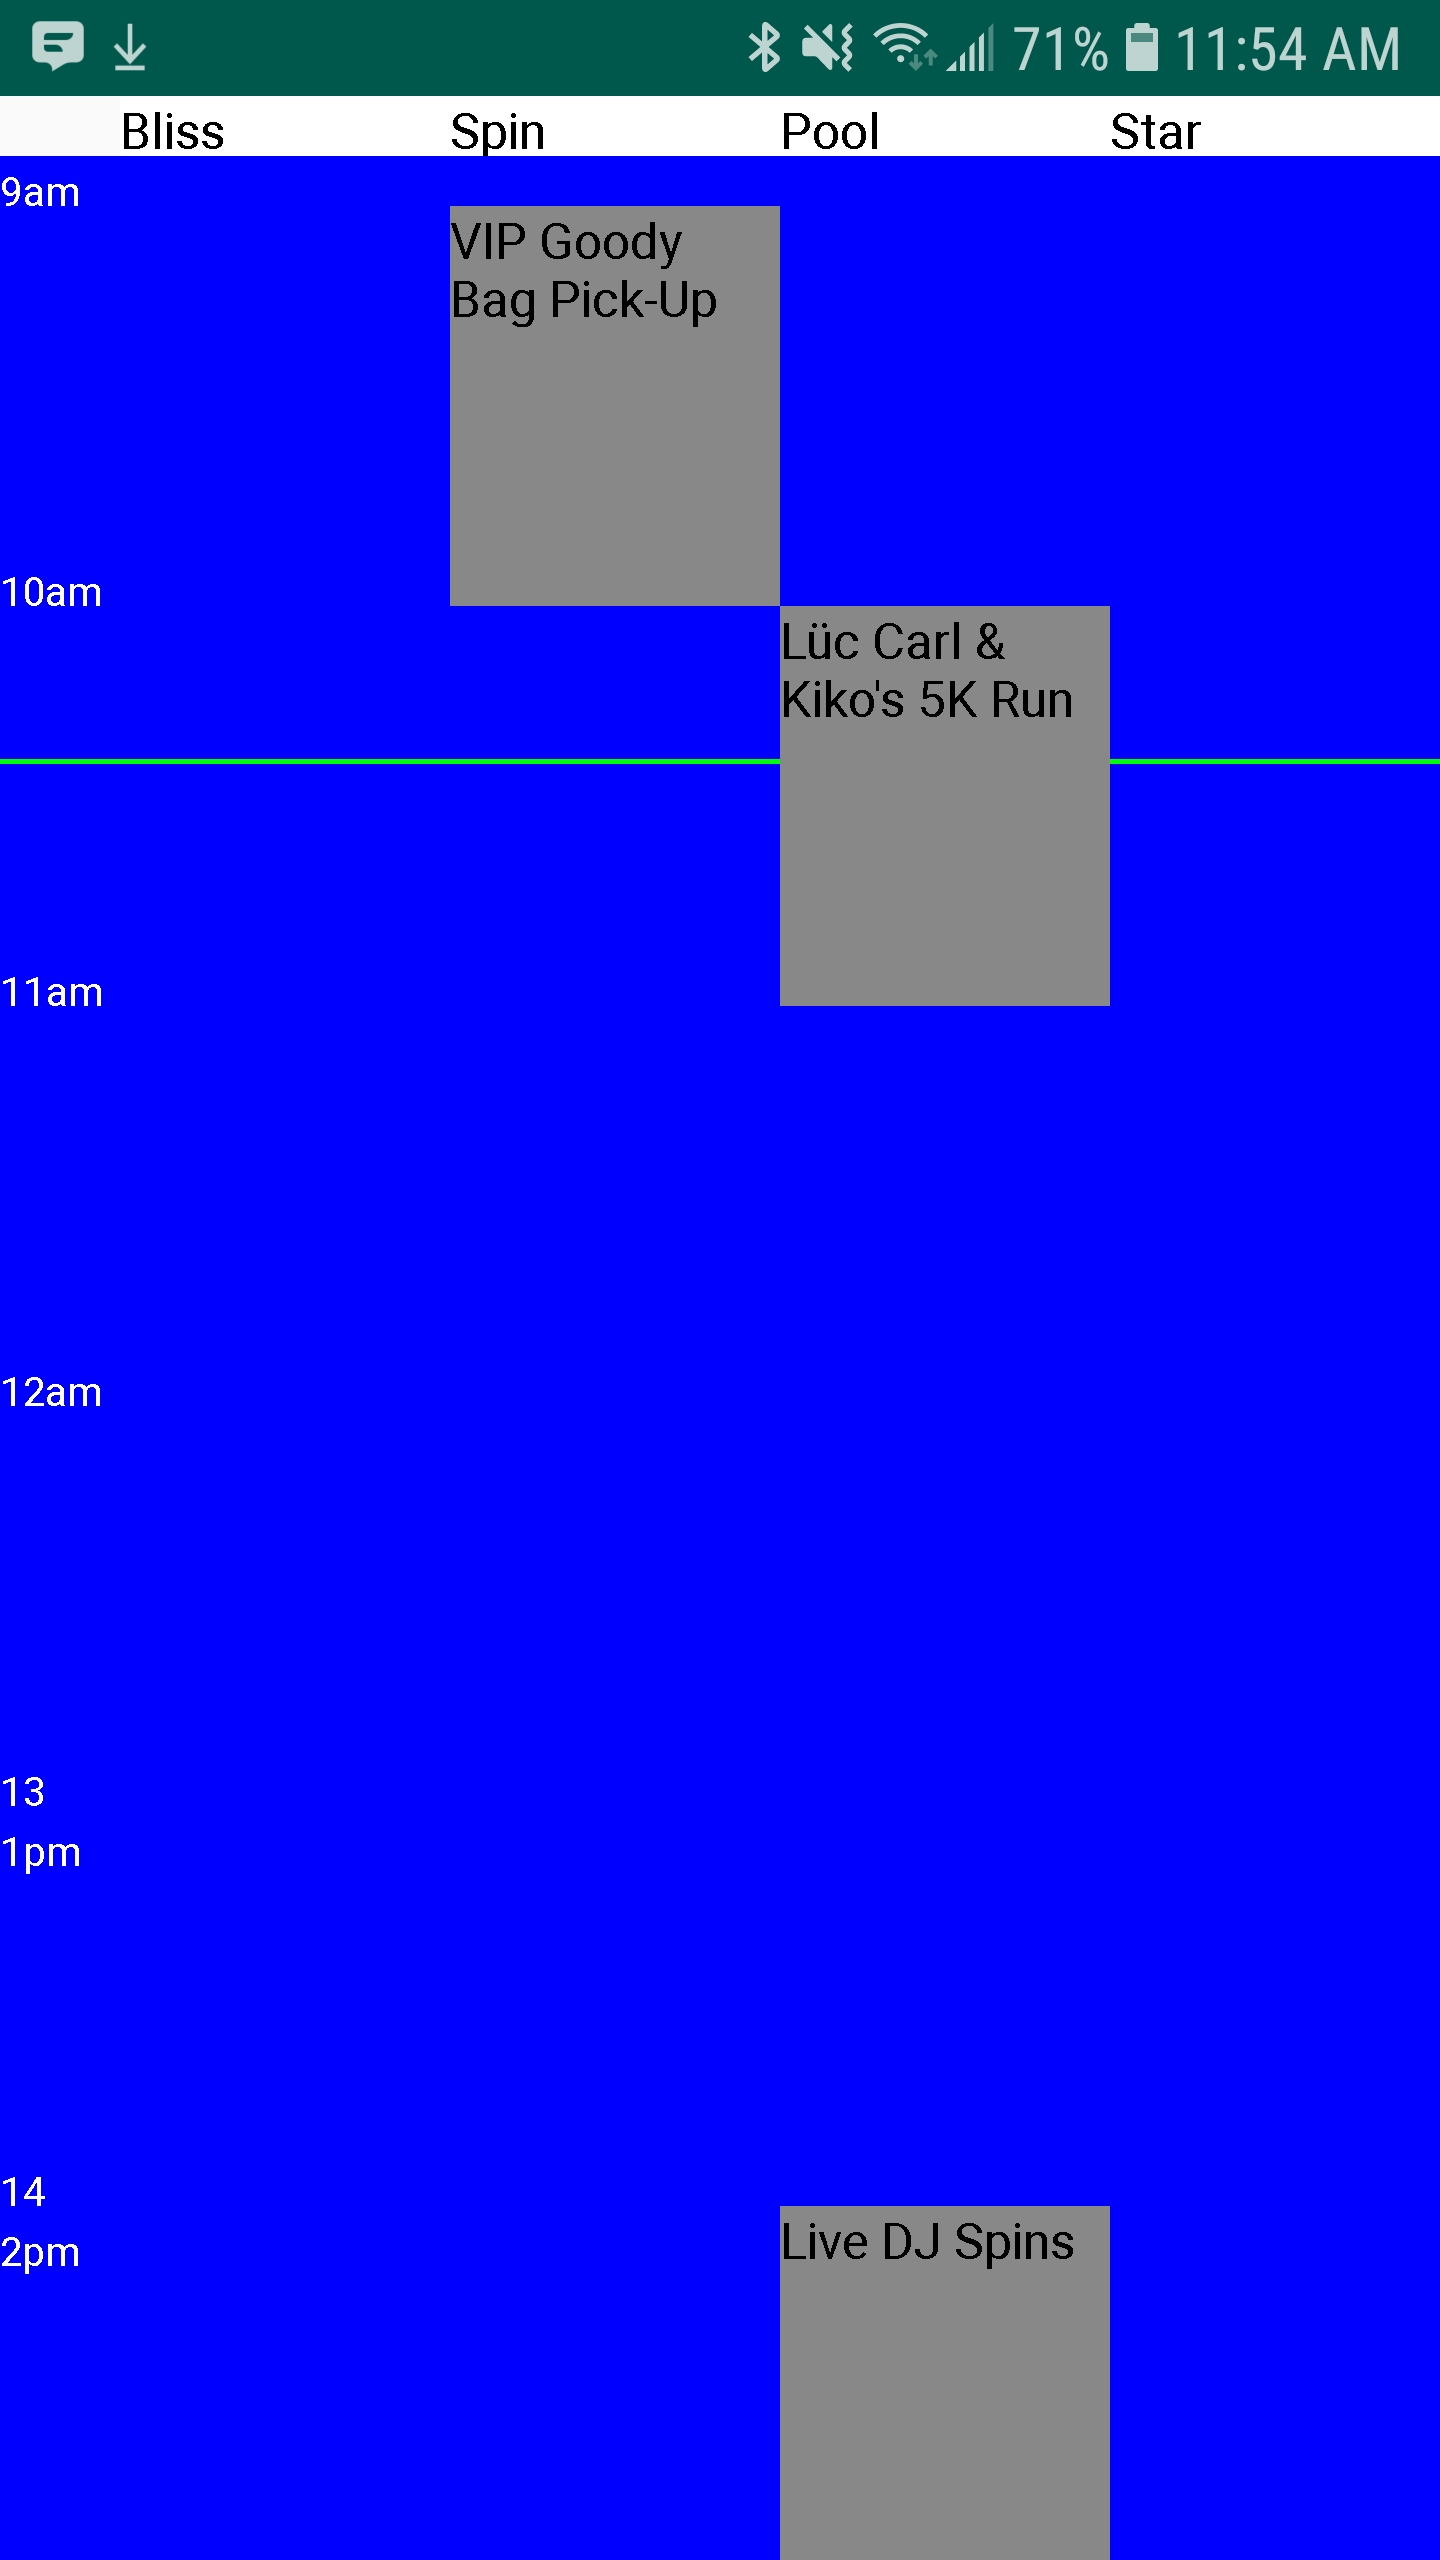 71% 11:54 AM
Bliss Spin Pool Star
9am
VIP Goody
Bag Pick-Up
10am
Lüc Carl &
Kiko's 5K Run
11am
12am
13
1pm
14
Live DJ Spins
2pm